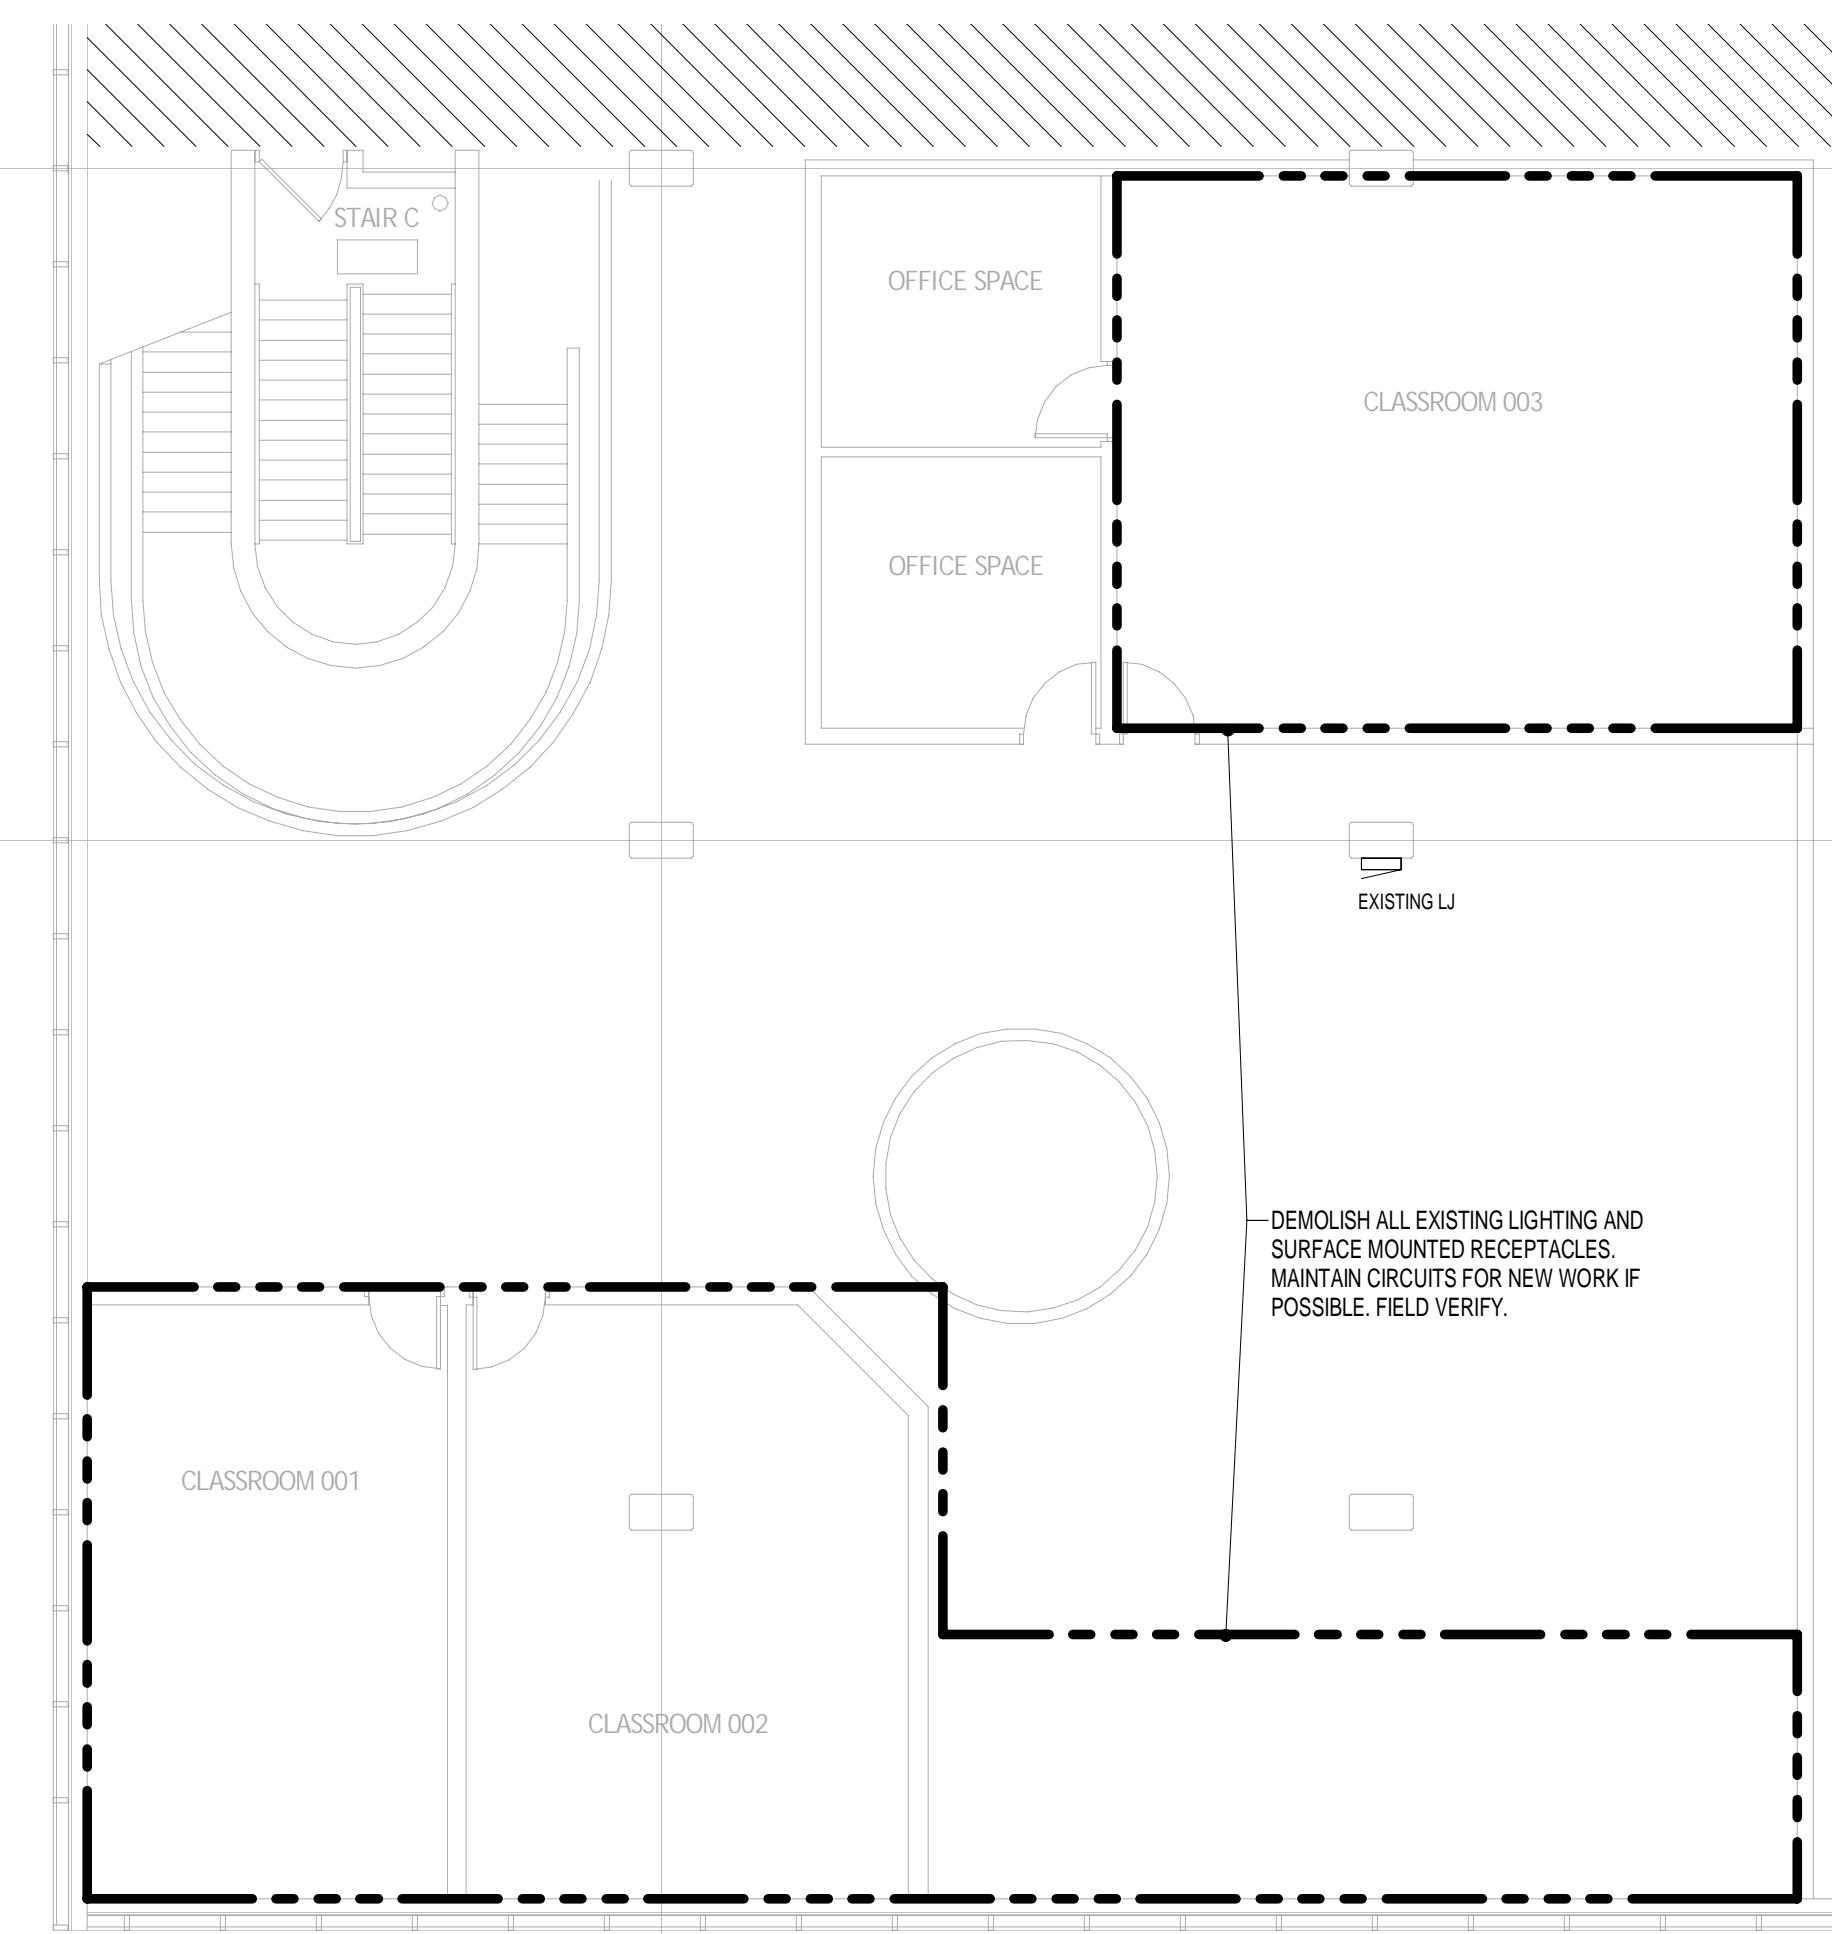 STAIR C
OFFICE SPACE
CLASSROOM 003
OFFICE SPACE
EXISTING LJ
DEMOLISH ALL EXISTING LIGHTING AND
SURFACE MOUNTED RECEPTACLES.
MAINTAIN CIRCUITS FOR NEW WORK IF
POSSIBLE. FIELD VERIFY.
CLASSROOM 001
CLASSROOM 002